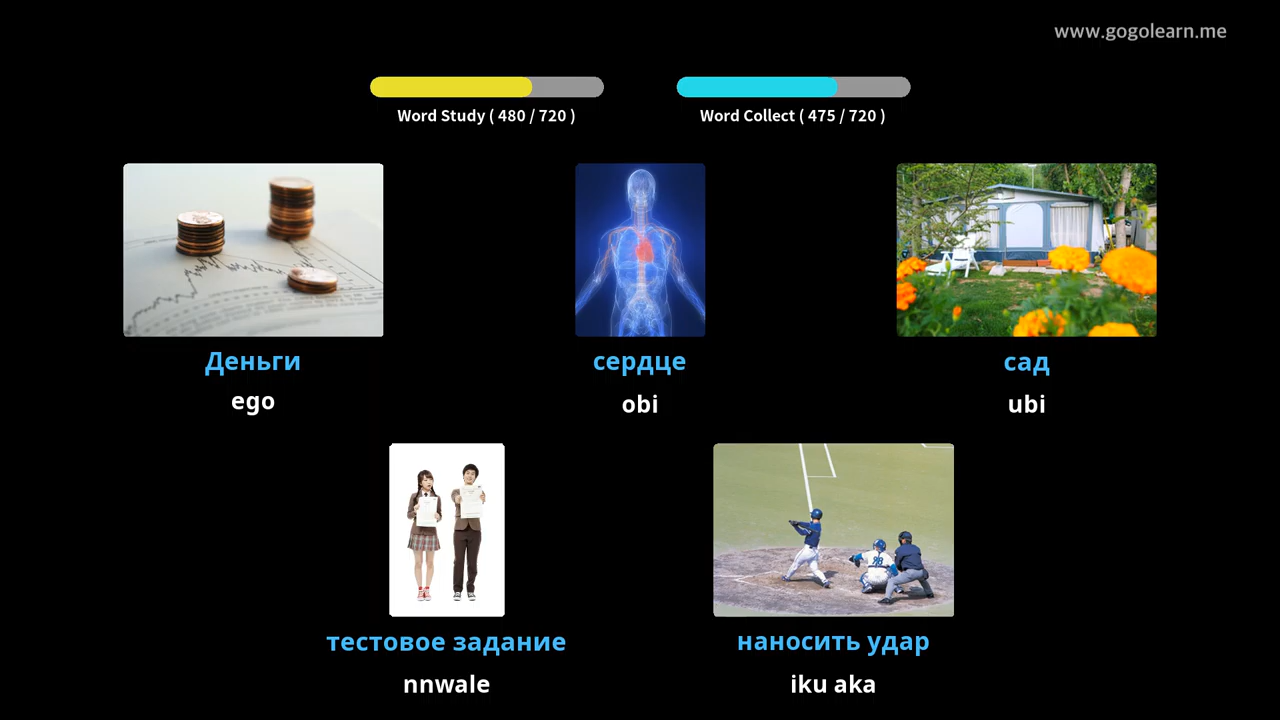 www.gogolearn.me
Word Study ( 480 / 720 )
Word Collect ( 475 / 720 )
Деньги
ego
сердце
obi
сад
ubi
тестовое задание
nnwale
наносить удар
iku aka